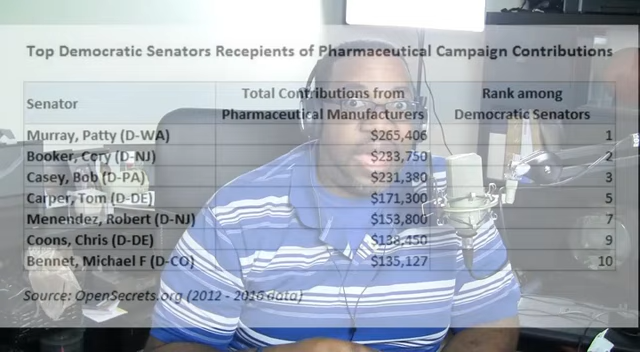 Top Democratic Senators Recepients of Pharmaceutical Campaign Contributions
Senator Total Contributions from Pharmaceutical Manufacturers Rank among Democratic Senators
Murray, Patty (D-WA) $265,406 1
Booker, Cory (D-NJ) $233,750 2
Casey, Bob (D-PA) $231,380 3
Carper, Tom (D-DE) $171,300 5
Menendez, Robert (D-NJ) $153,800 7
Coons, Chris (D-DE) $138,450 9
Bennet, Michael F (D-CO) $135,127 10
Source: OpenSecrets.org (2012 - 2016 data)